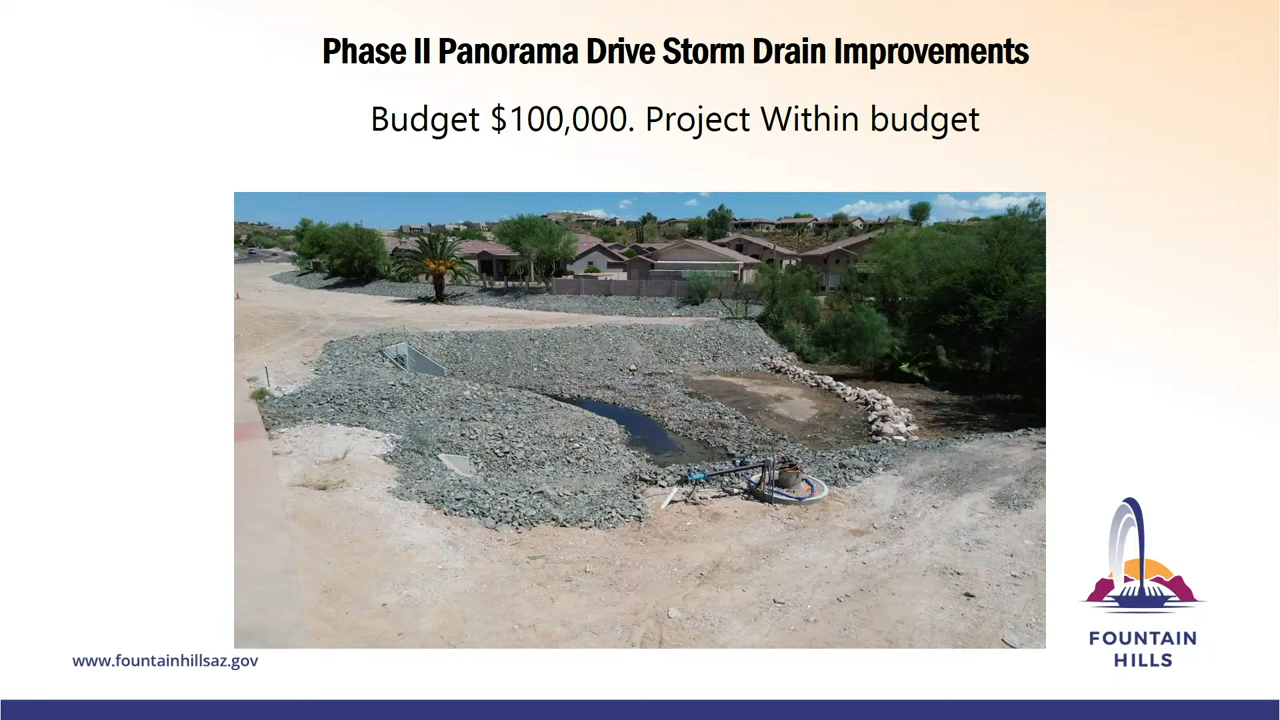 Phase II Panorama Drive Storm Drain Improvements
Budget $100,000. Project Within budget
www.fountainhillsaz.gov
FOUNTAIN
HILLS